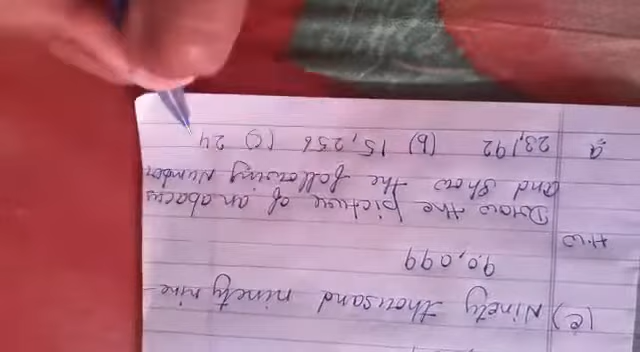 (e) Ninety thousand ninety nine-
90,099
H.W Draw the picture of an abacus
and show the following Number
a 23,192 (b) 15,256 (c) 24